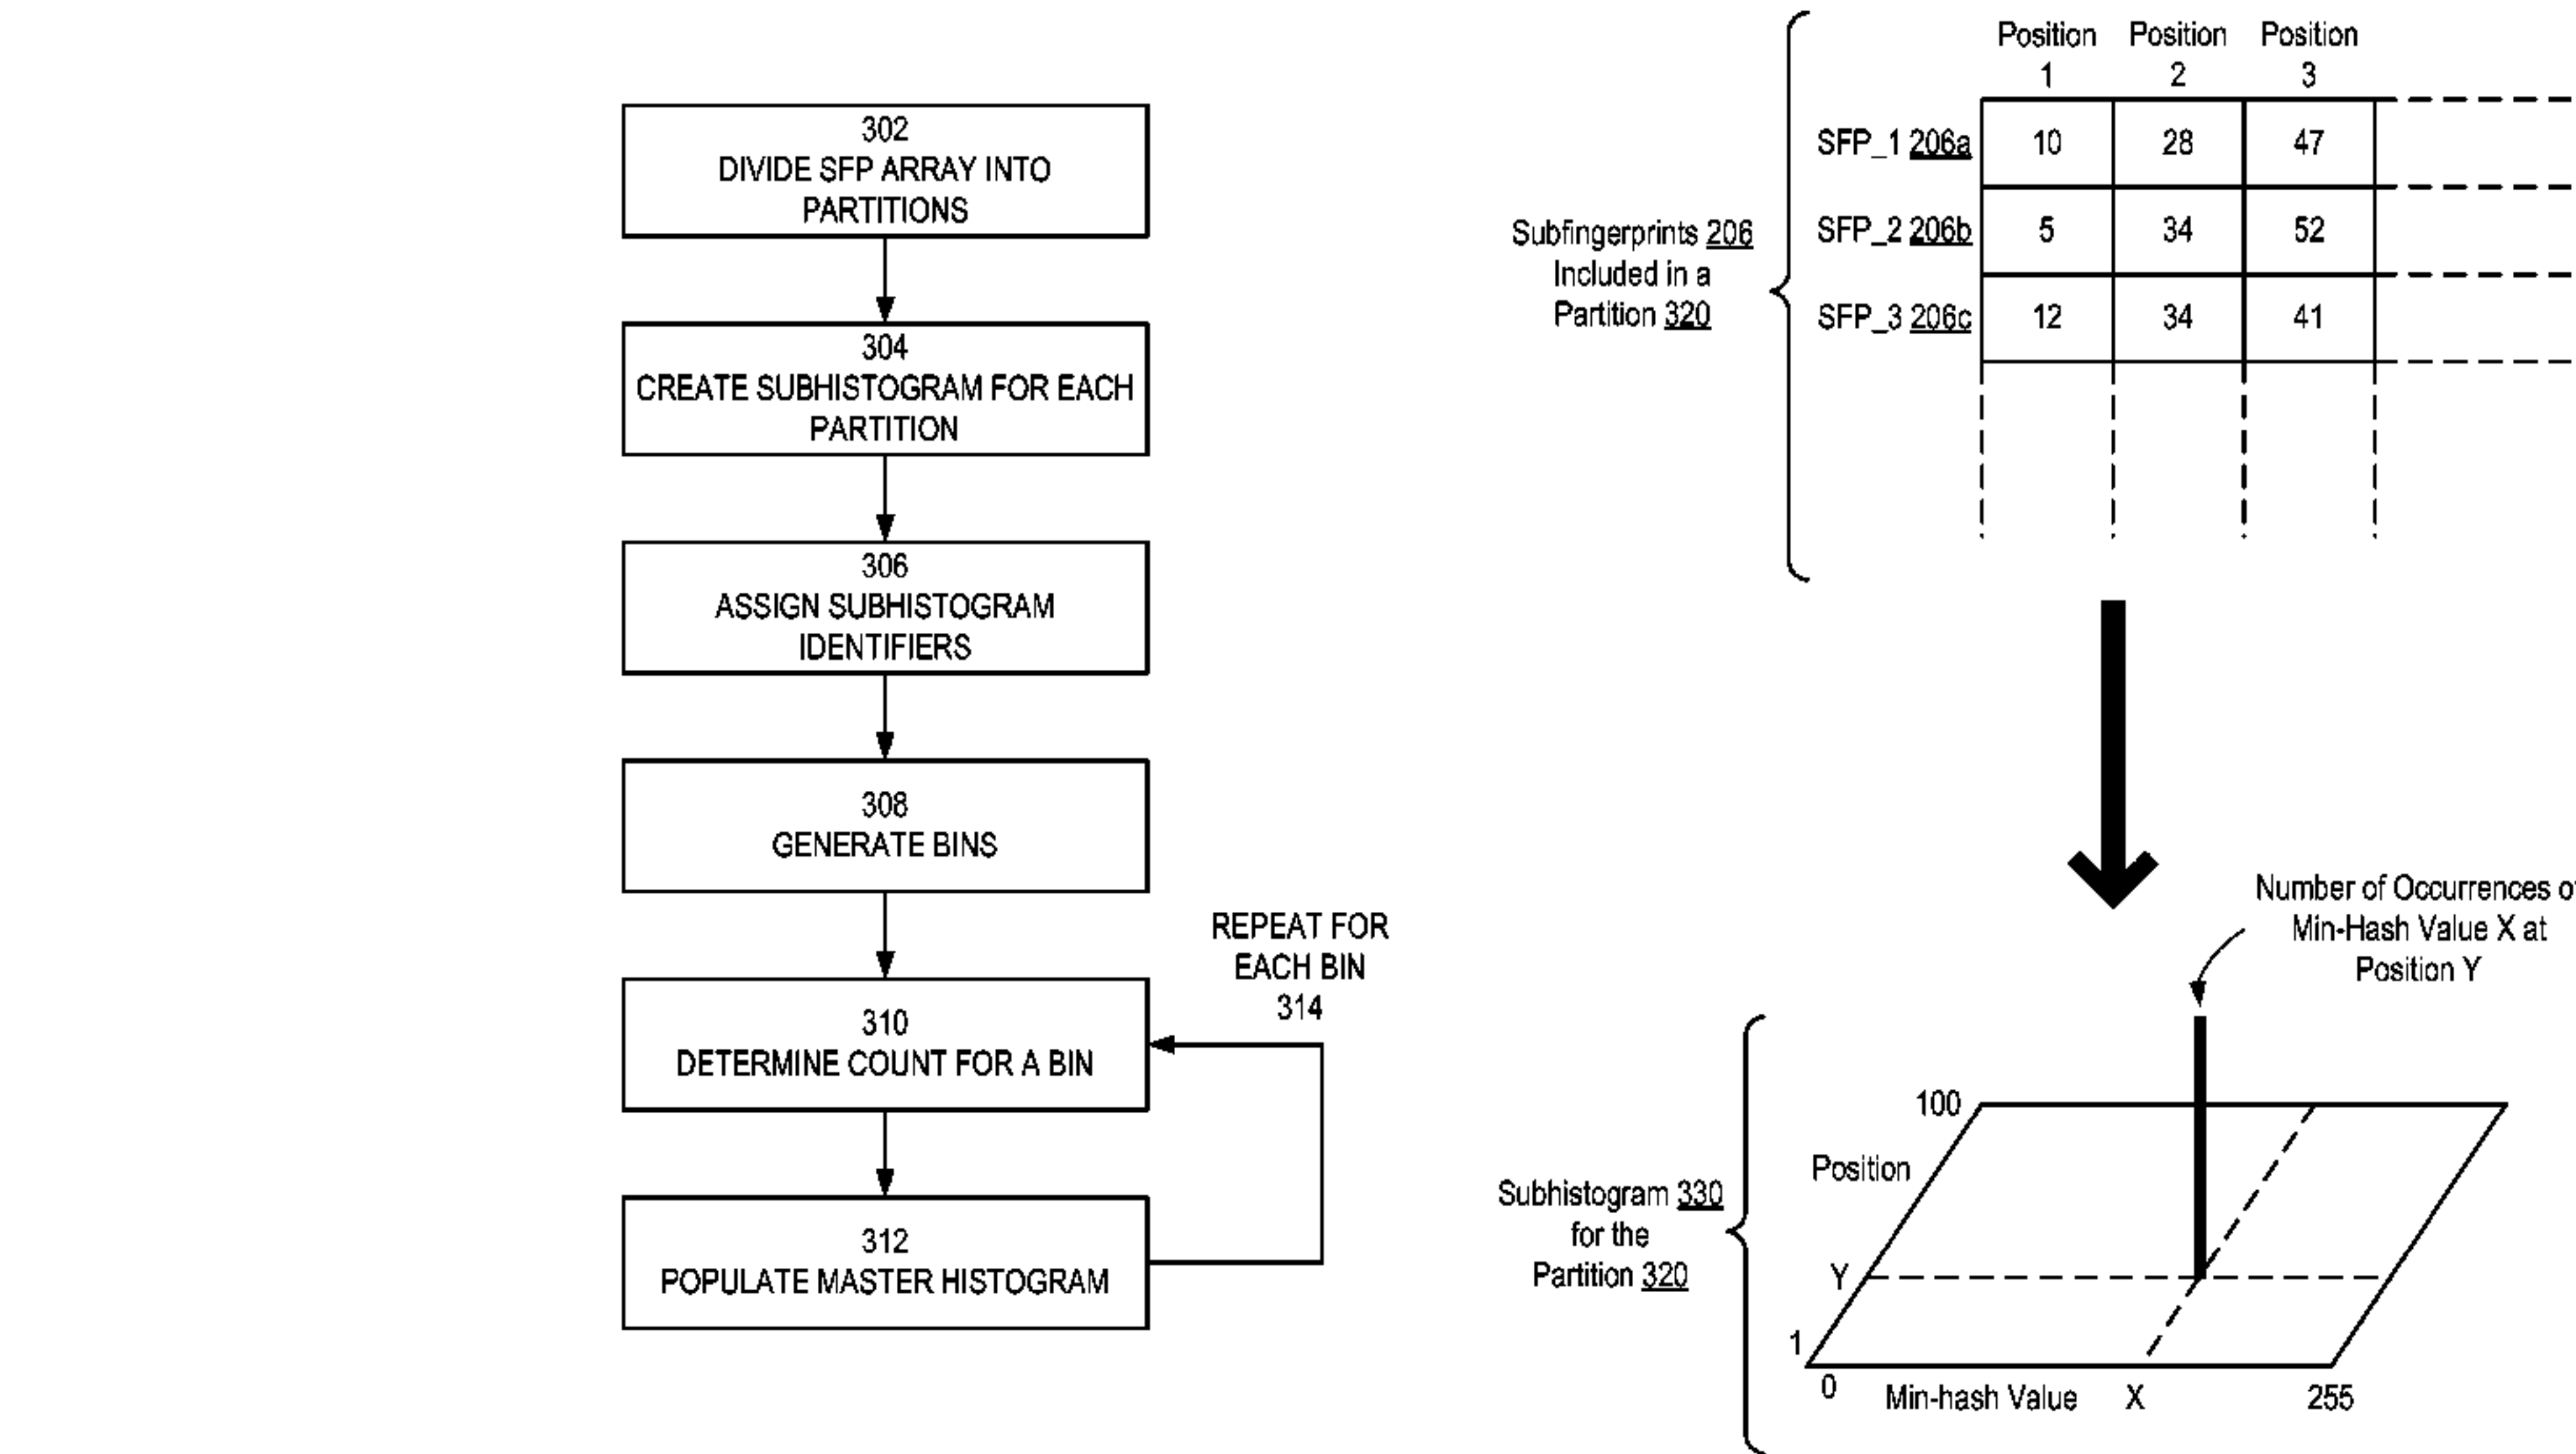 302
DIVIDE SFP ARRAY INTO
PARTITIONS
304
CREATE SUBHISTOGRAM FOR EACH
PARTITION
306
ASSIGN SUBHISTOGRAM
IDENTIFIERS
308
GENERATE BINS
310
DETERMINE COUNT FOR A BIN
312
POPULATE MASTER HISTOGRAM
REPEAT FOR
EACH BIN
314
Subfingerprints 206
Included in a
Partition 320
Position Position Position
1 2 3
SFP_1 206a 10 28 47
SFP_2 206b 5 34 52
SFP_3 206c 12 34 41
Number of Occurrences of
Min-Hash Value X at
Position Y
Subhistogram 330
for the
Partition 320
100
Position
Y
1
0
Min-hash Value X 255